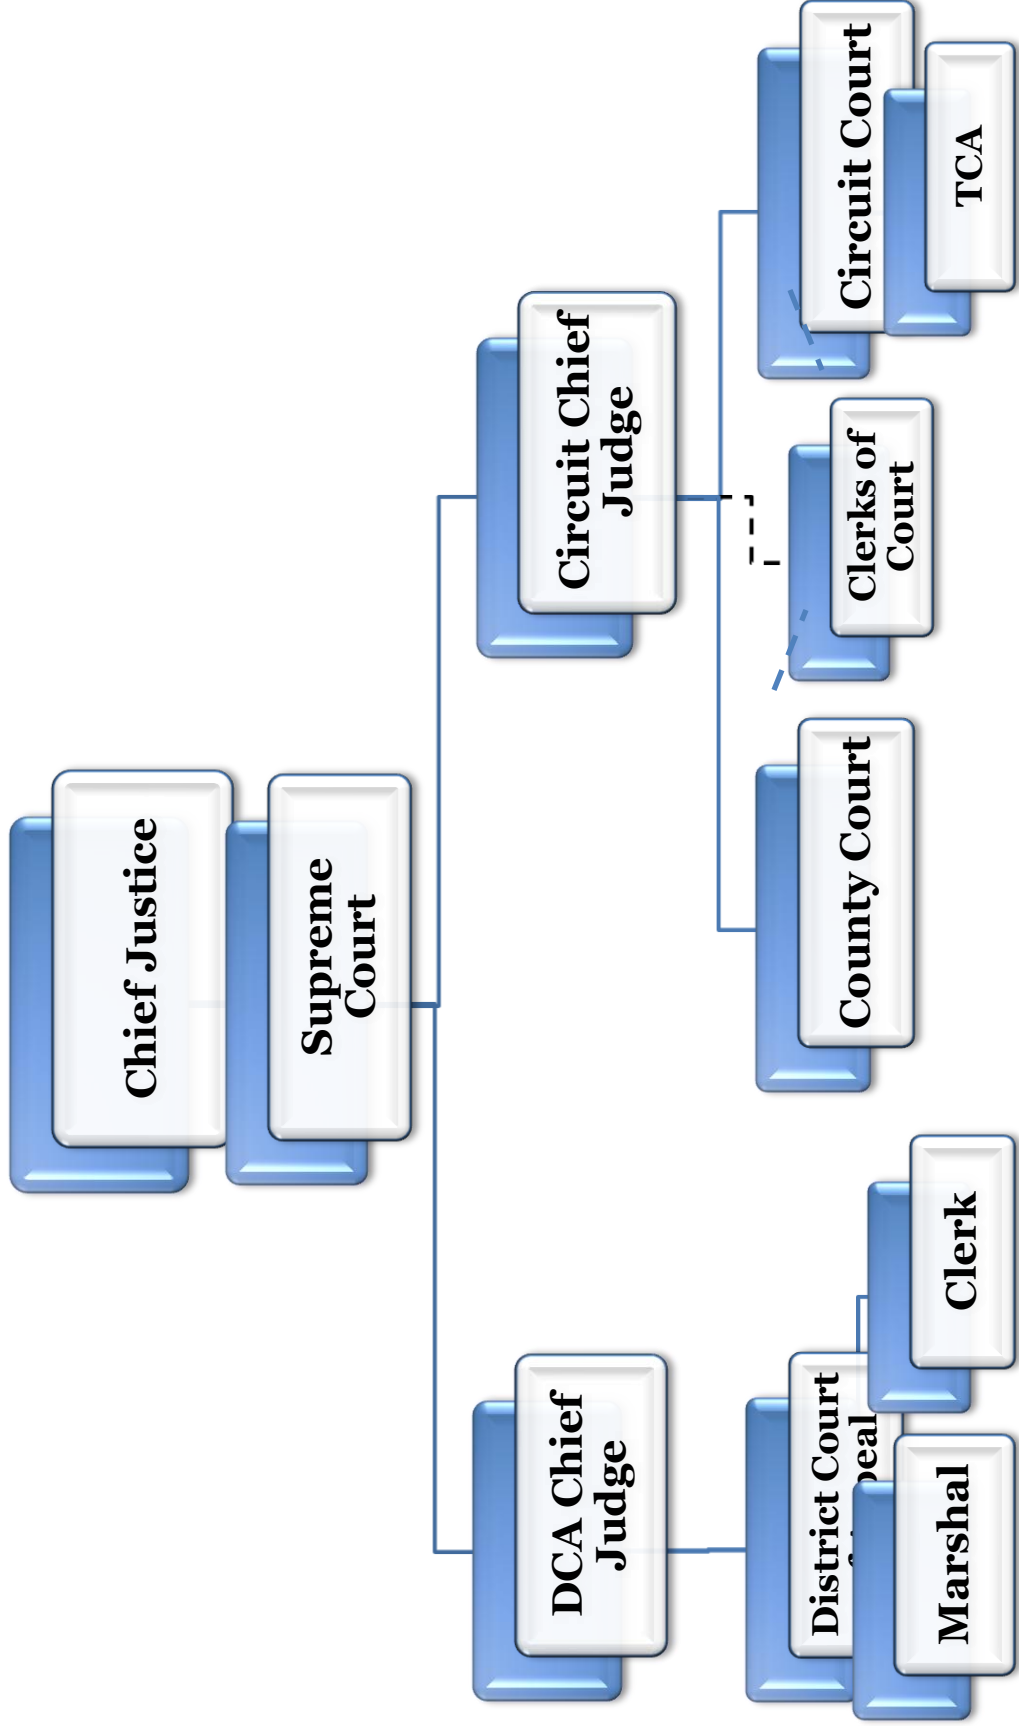 Chief Justice
Supreme
Court
DCA Chief
Judge
Circuit Chief
Judge
District Court
County Court
Clerks of
Court
Circuit Court
Marshal
Clerk
TCA